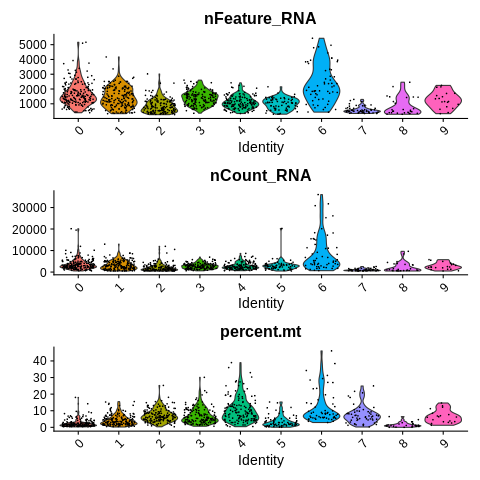 nFeature_RNA
5000
4000
3000
2000
1000
0 1 2 3 4 5 6 7 8 9
Identity
nCount_RNA
30000
20000
10000
0
0 1 2 3 4 5 6 7 8 9
Identity
percent.mt
40
30
20
10
0
0 1 2 3 4 5 6 7 8 9
Identity